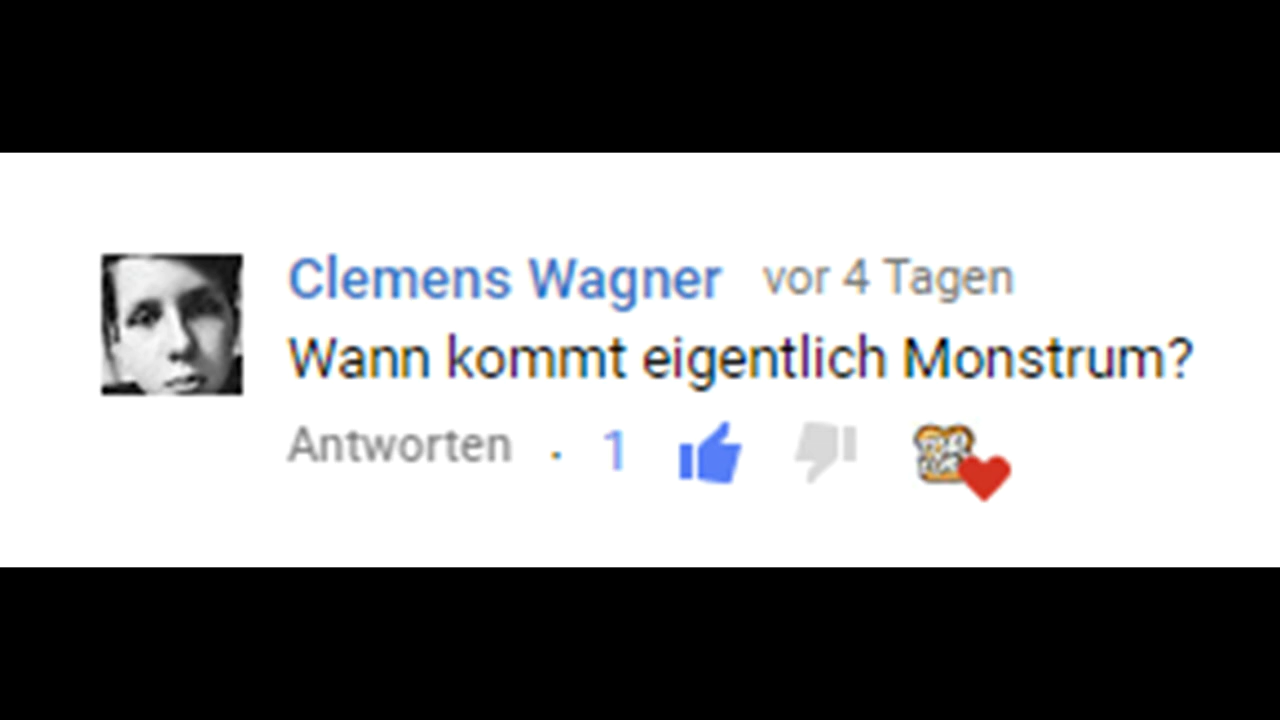 Clemens Wagner vor 4 Tagen
Wann kommt eigentlich Monstrum?
Antworten · 1